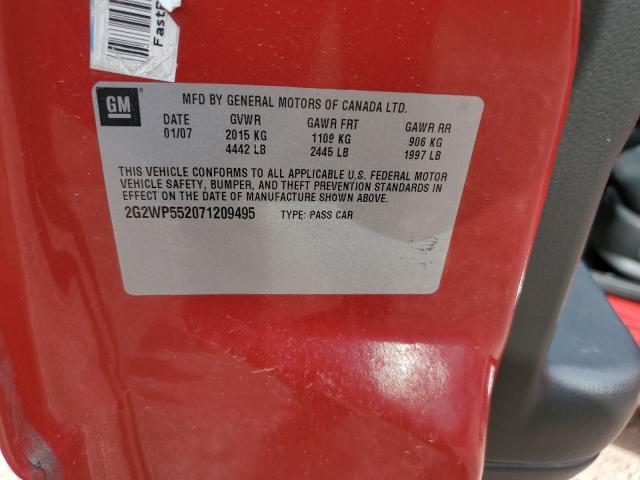 FastP
GM
MFD BY GENERAL MOTORS OF CANADA LTD.
DATE GVWR GAWR FRT GAWR RR
01/07 2015 KG 1109 KG 906 KG
4442 LB 2445 LB 1997 LB
THIS VEHICLE CONFORMS TO ALL APPLICABLE U.S. FEDERAL MOTOR
VEHICLE SAFETY, BUMPER, AND THEFT PREVENTION STANDARDS IN
EFFECT ON THE DATE OF MANUFACTURE SHOWN ABOVE.
2G2WP552071209495 TYPE: PASS CAR